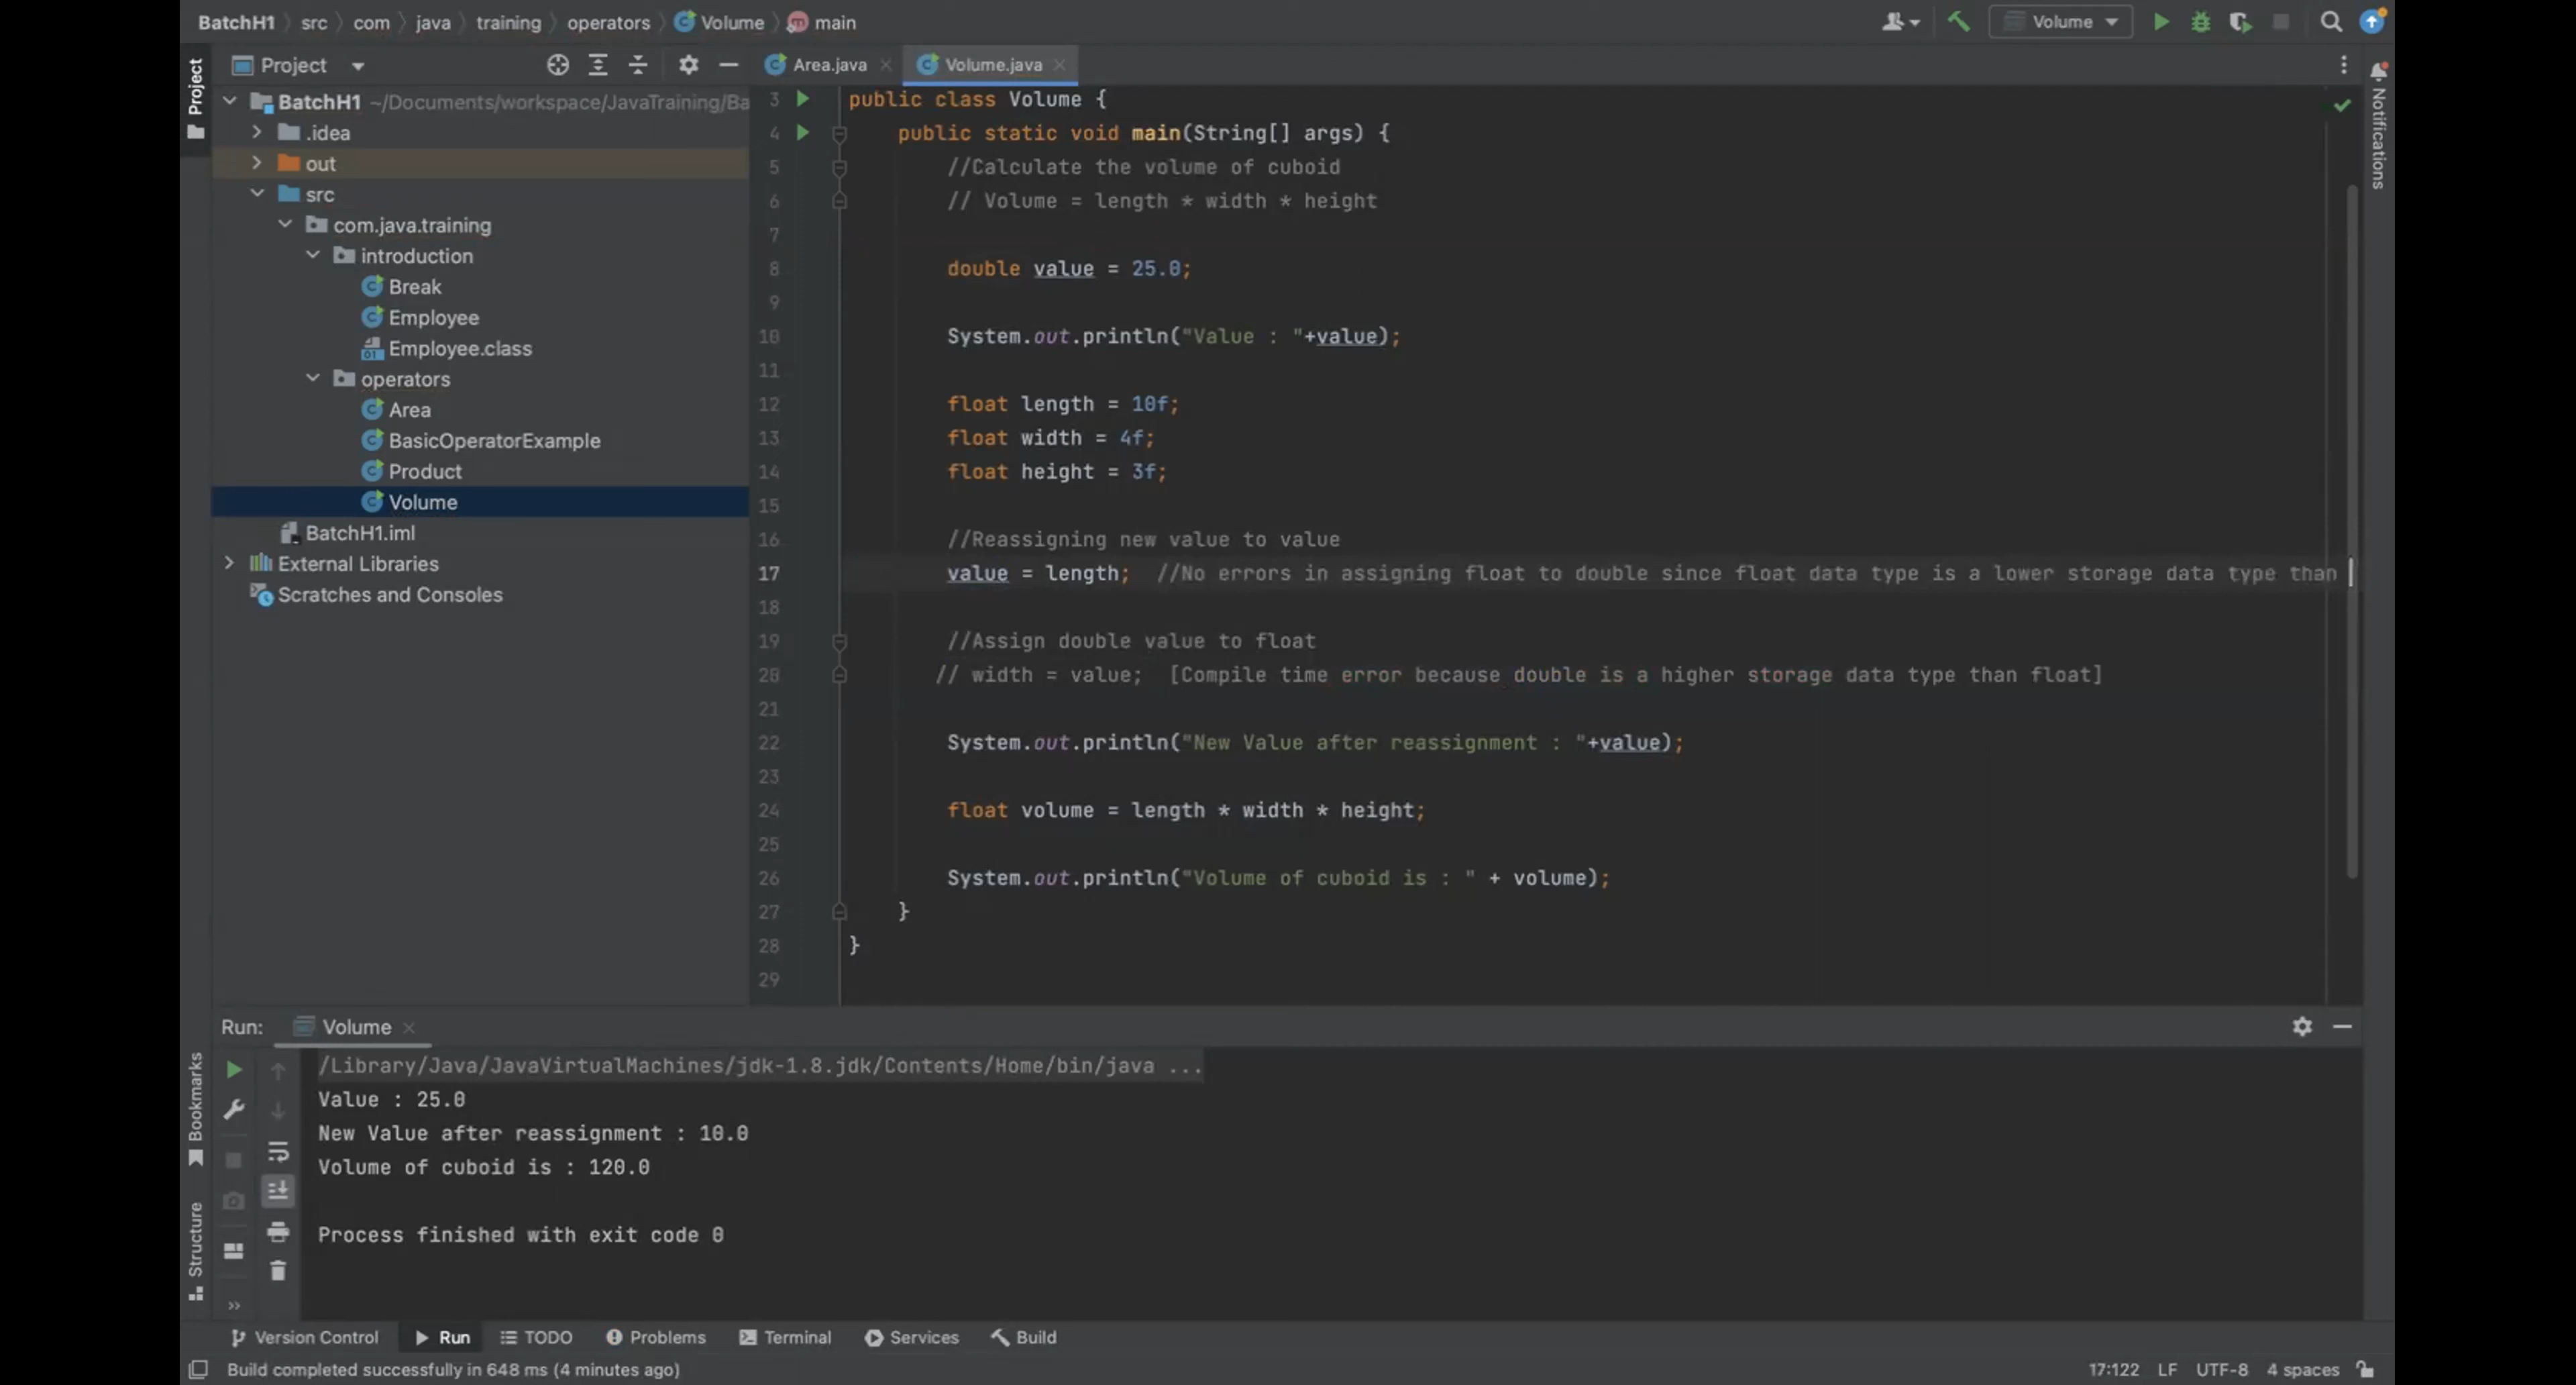 BatchH1 src com java training operators Volume main
Volume
Project
Project
Area.java
Volume.java
Notifications
BatchH1 ~/Documents/workspace/JavaTraining/Ba
.idea
out
src
com.java.training
introduction
Break
Employee
Employee.class
operators
Area
BasicOperatorExample
Product
Volume
BatchH1.iml
External Libraries
Scratches and Consoles
3 public class Volume {
4 public static void main(String[] args) {
5 //Calculate the volume of cuboid
6 // Volume = length * width * height
7
8 double value = 25.0;
9
10 System.out.println("Value : "+value);
11
12 float length = 10f;
13 float width = 4f;
14 float height = 3f;
15
16 //Reassigning new value to value
17 value = length; //No errors in assigning float to double since float data type is a lower storage data type than
18
19 //Assign double value to float
20 // width = value; [Compile time error because double is a higher storage data type than float]
21
22 System.out.println("New Value after reassignment : "+value);
23
24 float volume = length * width * height;
25
26 System.out.println("Volume of cuboid is : " + volume);
27 }
28 }
29
Run: Volume
/Library/Java/JavaVirtualMachines/jdk-1.8.jdk/Contents/Home/bin/java ...
Value : 25.0
New Value after reassignment : 10.0
Volume of cuboid is : 120.0
Process finished with exit code 0
Bookmarks
Structure
Version Control Run TODO Problems Terminal Services Build
Build completed successfully in 648 ms (4 minutes ago)
17:122 LF UTF-8 4 spaces